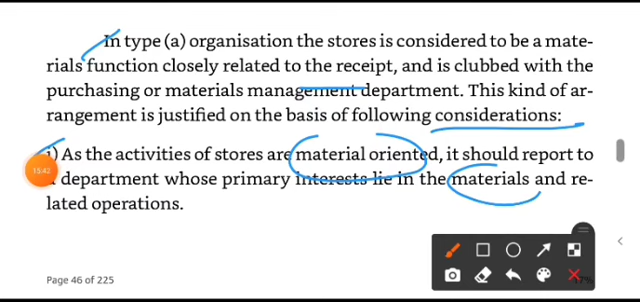 In type (a) organisation the stores is considered to be a mate-
rials function closely related to the receipt, and is clubbed with the
purchasing or materials management department. This kind of ar-
rangement is justified on the basis of following considerations:
i) As the activities of stores are material oriented, it should report to
department whose primary interests lie in the materials and re-
lated operations.
15:42
Page 46 of 225